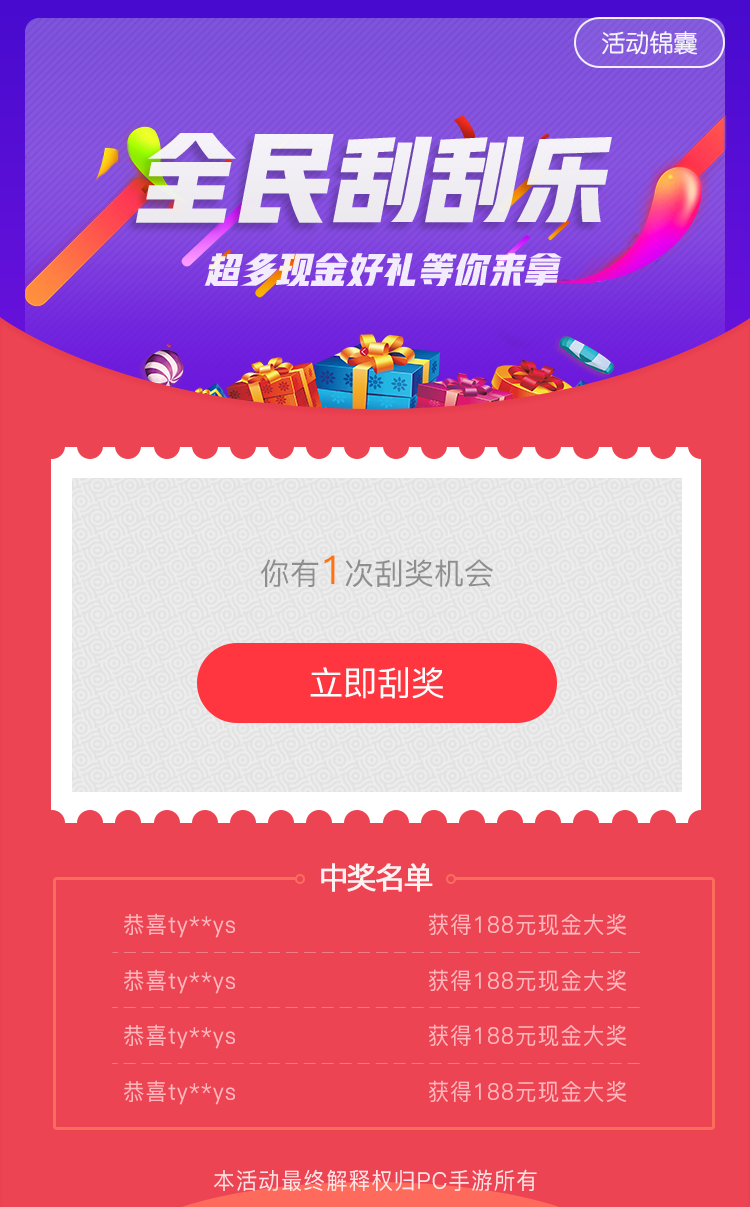 活动锦囊
全民刮刮乐
超多现金好礼等你来拿
你有1次刮奖机会
立即刮奖
中奖名单
恭喜ty**ys 获得188元现金大奖
恭喜ty**ys 获得188元现金大奖
恭喜ty**ys 获得188元现金大奖
恭喜ty**ys 获得188元现金大奖
本活动最终解释权归PC手游所有